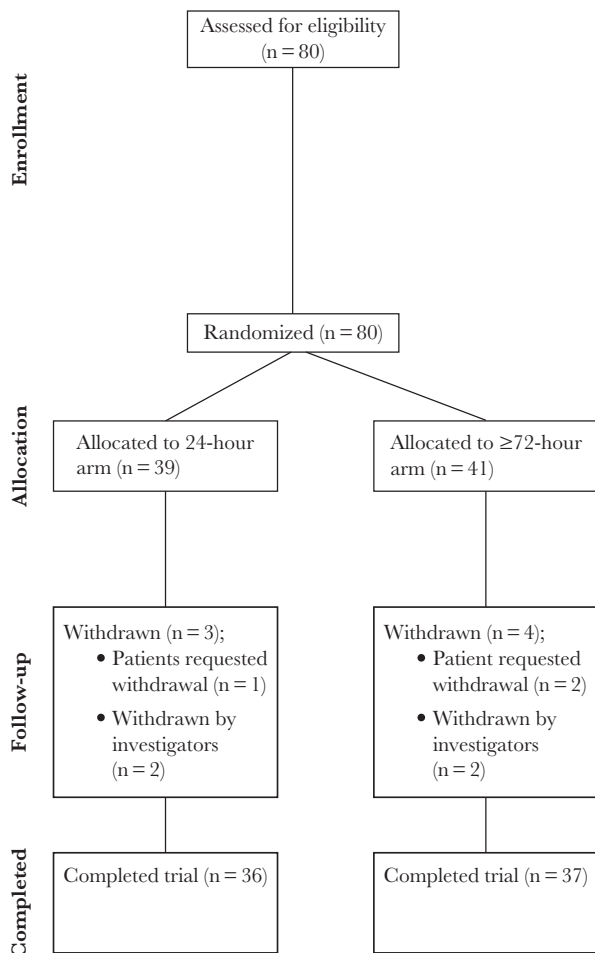 Assessed for eligibility
(n = 80)
Enrollment
Randomized (n = 80)
Allocation
Allocated to 24-hour
arm (n = 39)
Allocated to ≥72-hour
arm (n = 41)
Follow-up
Withdrawn (n = 3);
• Patients requested
withdrawal (n = 1)
• Withdrawn by
investigators
(n = 2)
Withdrawn (n = 4);
• Patient requested
withdrawal (n = 2)
• Withdrawn by
investigators
(n = 2)
Completed
Completed trial (n = 36)
Completed trial (n = 37)